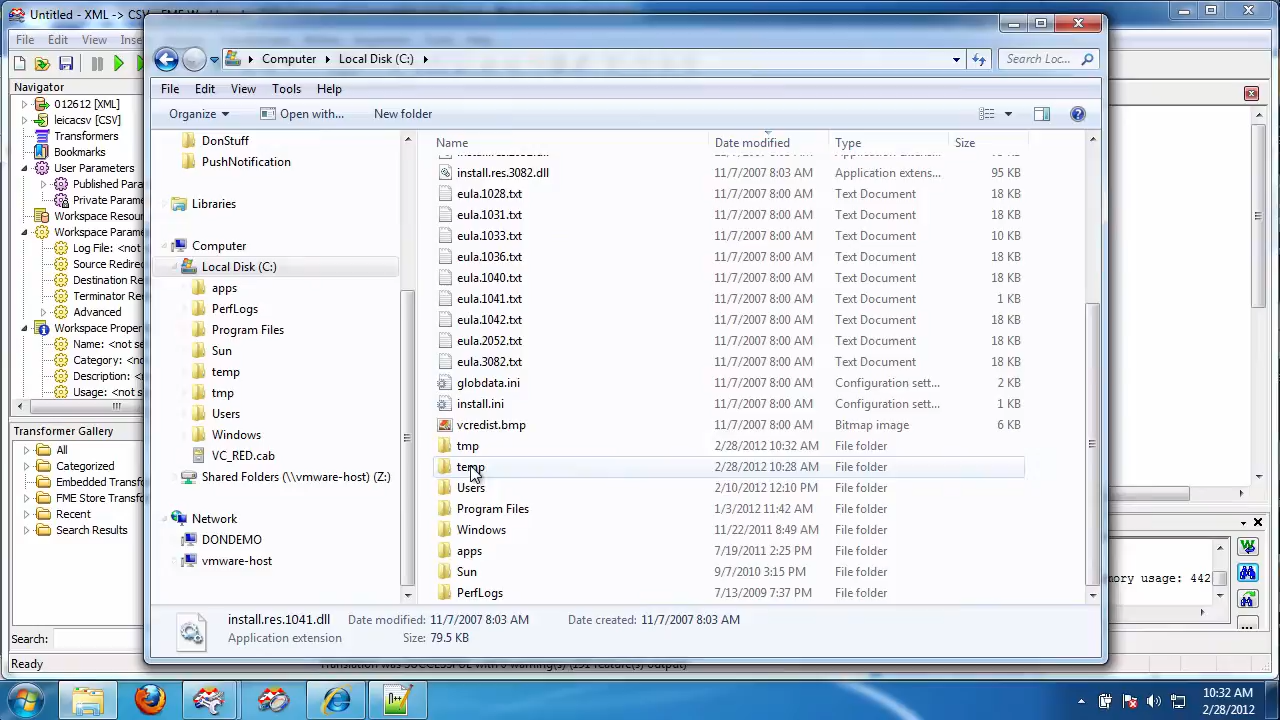 Untitled - XML -> CSV - FME Workbench
File Edit View Inse
Computer Local Disk (C:)
Search Loc...
File Edit View Tools Help
Organize Open with... New folder
Navigator
012612 [XML]
leicacsv [CSV]
Transformers
Bookmarks
User Parameters
Published Para
Private Param
Workspace Resour
Workspace Param
Log File: <not s
Source Redirec
Destination Re
Terminator Re
Advanced
Workspace Proper
Name: <not se
Category: <not
Description: <n
Usage: <not s
Transformer Gallery
All
Categorized
Embedded Transfo
FME Store Transfo
Recent
Search Results
Search:
Ready
DonStuff
PushNotification
Libraries
Computer
Local Disk (C:)
apps
PerfLogs
Program Files
Sun
temp
tmp
Users
Windows
VC_RED.cab
Shared Folders (\\vmware-host) (Z:)
Network
DONDEMO
vmware-host
Name Date modified Type Size
install.res.3082.dll 11/7/2007 8:03 AM Application extens... 95 KB
eula.1028.txt 11/7/2007 8:00 AM Text Document 18 KB
eula.1031.txt 11/7/2007 8:00 AM Text Document 18 KB
eula.1033.txt 11/7/2007 8:00 AM Text Document 10 KB
eula.1036.txt 11/7/2007 8:00 AM Text Document 18 KB
eula.1040.txt 11/7/2007 8:00 AM Text Document 18 KB
eula.1041.txt 11/7/2007 8:00 AM Text Document 1 KB
eula.1042.txt 11/7/2007 8:00 AM Text Document 18 KB
eula.2052.txt 11/7/2007 8:00 AM Text Document 18 KB
eula.3082.txt 11/7/2007 8:00 AM Text Document 18 KB
globdata.ini 11/7/2007 8:00 AM Configuration sett... 2 KB
install.ini 11/7/2007 8:00 AM Configuration sett... 1 KB
vcredist.bmp 11/7/2007 8:00 AM Bitmap image 6 KB
tmp 2/28/2012 10:32 AM File folder
temp 2/28/2012 10:28 AM File folder
Users 2/10/2012 12:10 PM File folder
Program Files 1/3/2012 11:42 AM File folder
Windows 11/22/2011 8:49 AM File folder
apps 7/19/2011 2:25 PM File folder
Sun 9/7/2010 3:15 PM File folder
PerfLogs 7/13/2009 7:37 PM File folder
mory usage: 442
install.res.1041.dll Date modified: 11/7/2007 8:03 AM Date created: 11/7/2007 8:03 AM
Application extension Size: 79.5 KB
Translation was SUCCESSFUL with 0 warning(s)
10:32 AM
2/28/2012